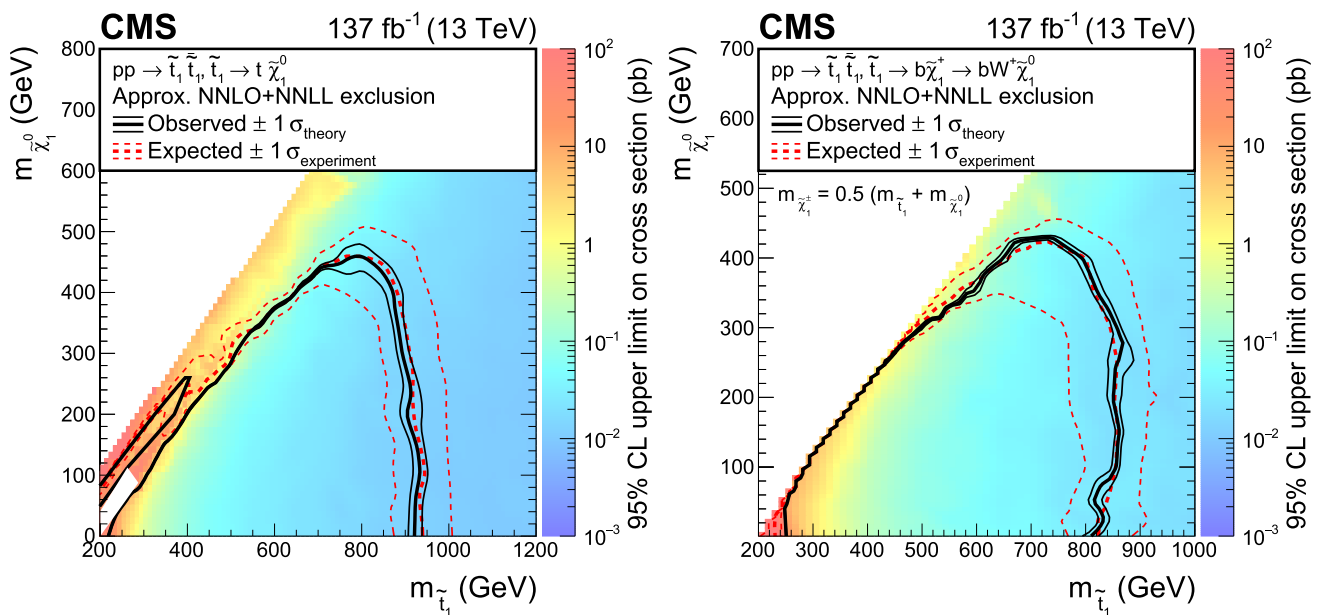 CMS 137 fb⁻¹ (13 TeV)
pp → t̃₁ t̃̄₁, t̃₁ → t χ̃₁⁰
Approx. NNLO+NNLL exclusion
Observed ± 1 σ_theory
Expected ± 1 σ_experiment
m_χ̃₁⁰ (GeV)
800
700
600
500
400
300
200
100
0
200 400 600 800 1000 1200
m_t̃₁ (GeV)
10²
10
1
10⁻¹
10⁻²
10⁻³
95% CL upper limit on cross section (pb)
CMS 137 fb⁻¹ (13 TeV)
pp → t̃₁ t̃̄₁, t̃₁ → bχ̃₁⁺ → bW⁺χ̃₁⁰
Approx. NNLO+NNLL exclusion
Observed ± 1 σ_theory
Expected ± 1 σ_experiment
m_χ̃₁^± = 0.5 (m_t̃₁ + m_χ̃₁⁰)
m_χ̃₁⁰ (GeV)
700
600
500
400
300
200
100
200 300 400 500 600 700 800 900 1000
m_t̃₁ (GeV)
10²
10
1
10⁻¹
10⁻²
10⁻³
95% CL upper limit on cross section (pb)